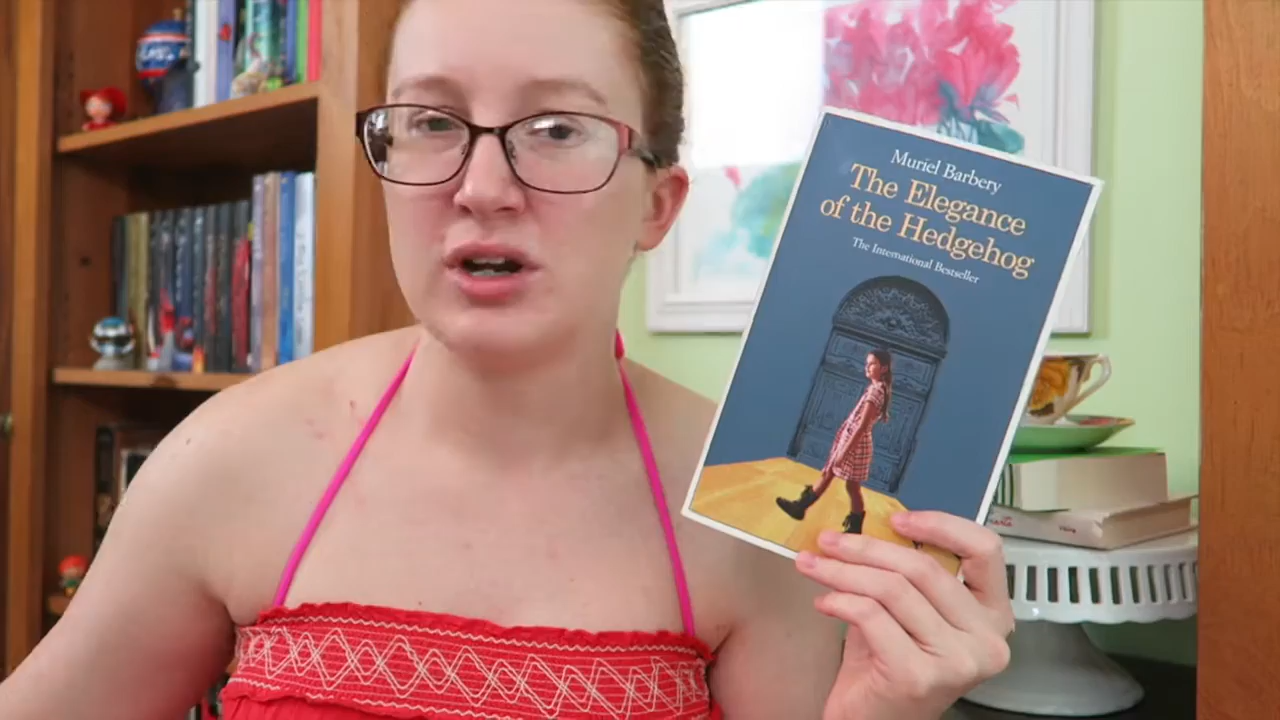 Muriel Barbery
The Elegance
of the Hedgehog
The International Bestseller